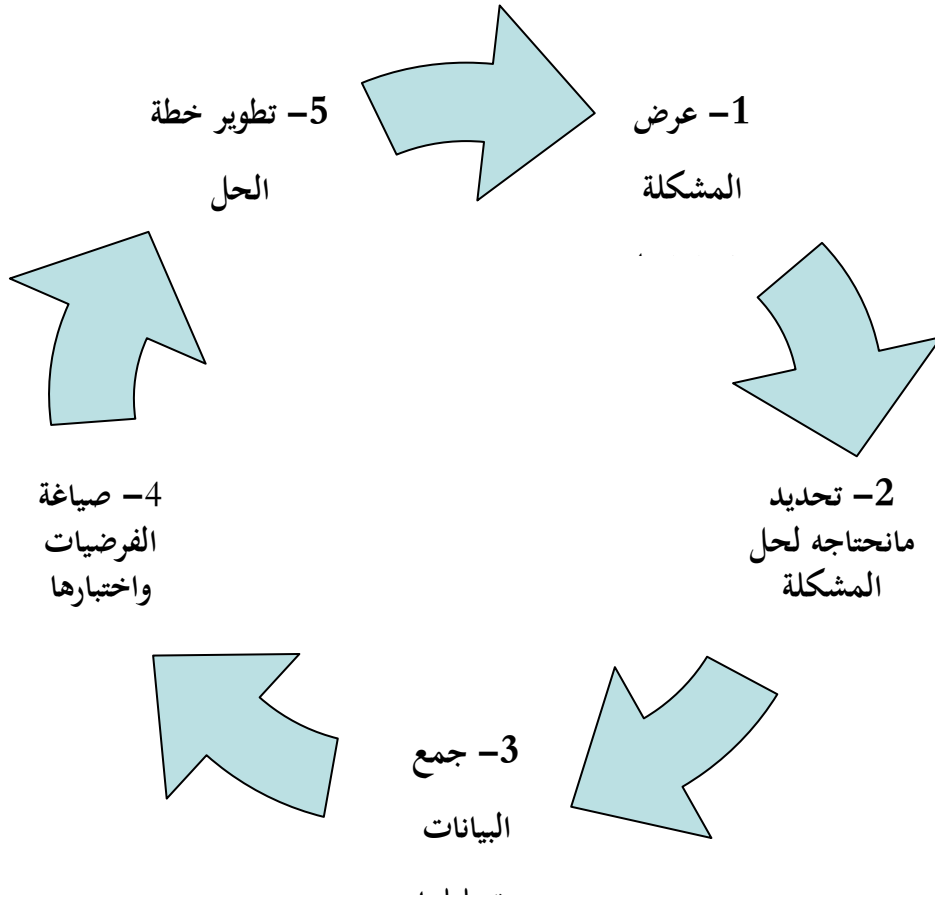 1- عرض
المشكلة
2- تحديد
مانحتاجه لحل
المشكلة
3- جمع
البيانات
4- صياغة
الفرضيات
واختبارها
5- تطوير خطة
الحل